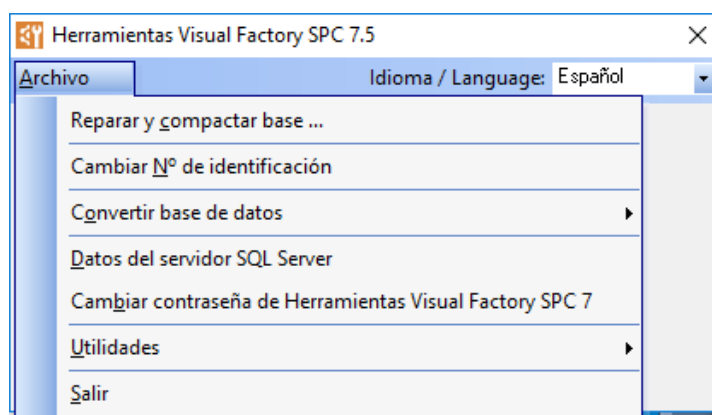 Herramientas Visual Factory SPC 7.5
Archivo Idioma / Language: Español
Reparar y compactar base ...
Cambiar Nº de identificación
Convertir base de datos
Datos del servidor SQL Server
Cambiar contraseña de Herramientas Visual Factory SPC 7
Utilidades
Salir